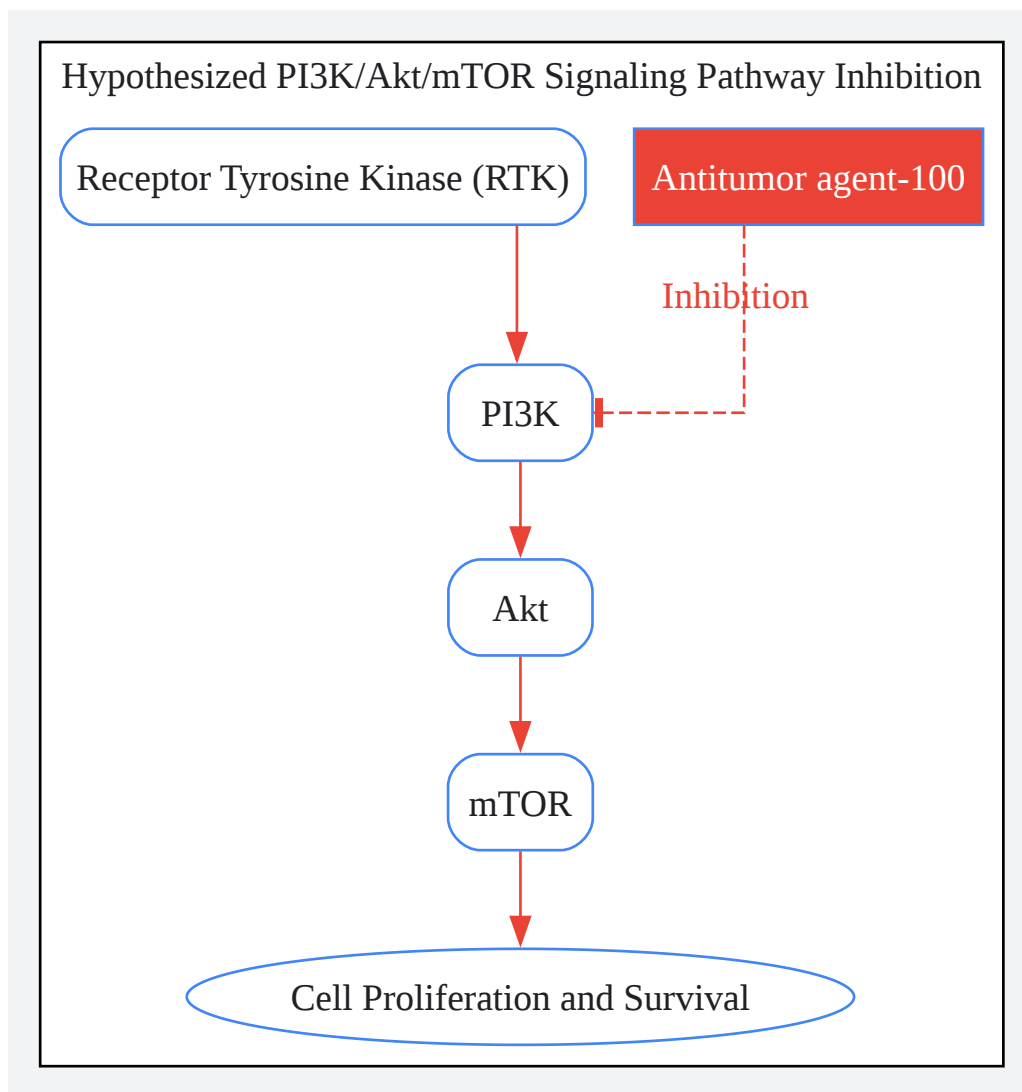 Hypothesized PI3K/Akt/mTOR Signaling Pathway Inhibition
Receptor Tyrosine Kinase (RTK)
Antitumor agent-100
Inhibition
PI3K
Akt
mTOR
Cell Proliferation and Survival